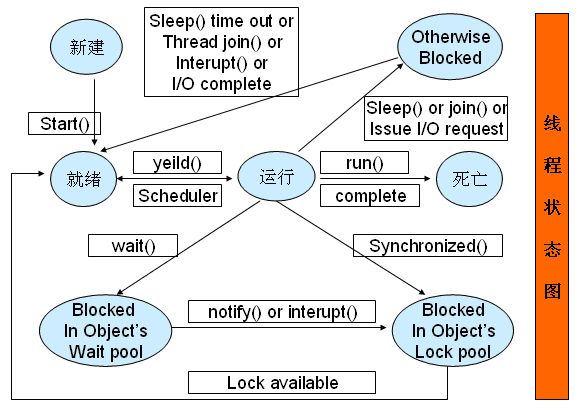 新建
Sleep() time out or
Thread join() or
Interupt() or
I/O complete
Otherwise
Blocked
Start()
Sleep() or join() or
Issue I/O request
就绪
yeild()
Scheduler
运行
run()
complete
死亡
wait()
Synchronized()
Blocked
In Object's
Wait pool
notify() or interupt()
Blocked
In Object's
Lock pool
Lock available
线程状态图